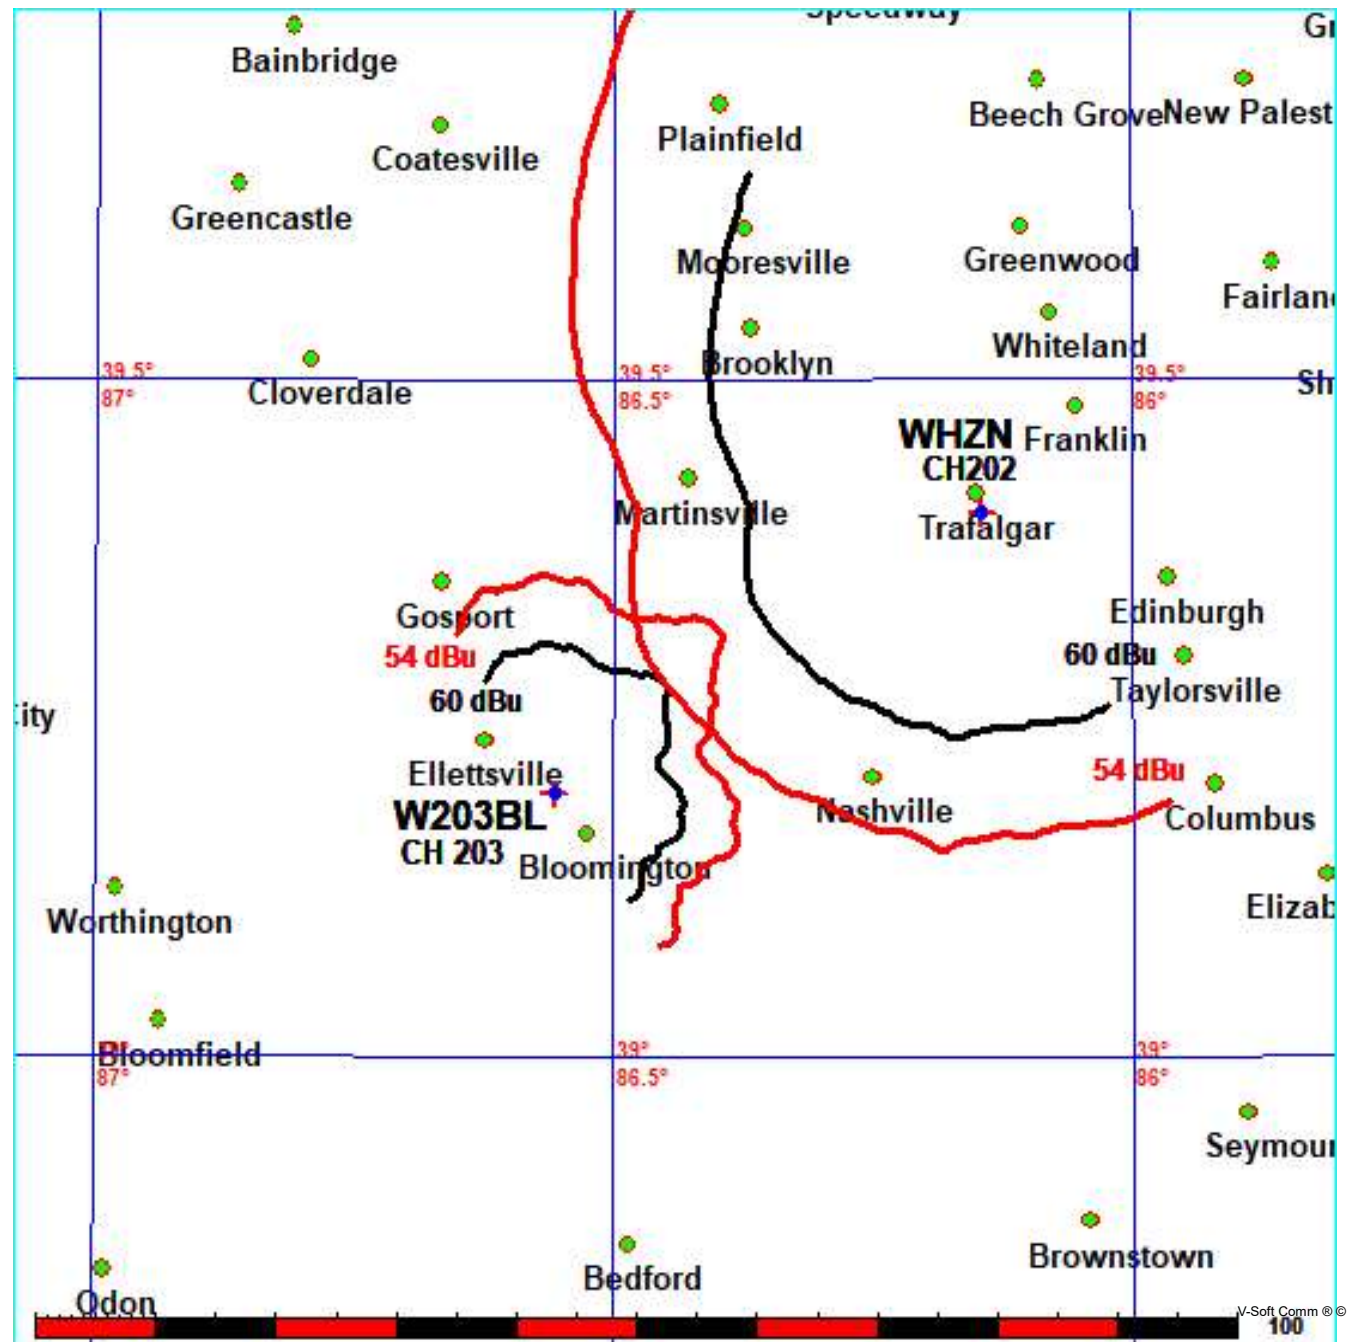 Speedway
Bainbridge
Beech Grove
New Palest
Plainfield
Coatesville
Greencastle
Mooresville
Greenwood
Fairlan
Whiteland
Brooklyn
39.5°
87°
39.5°
86.5°
39.5°
86°
Cloverdale
WHZN
CH202
Franklin
Martinsville
Trafalgar
Gosport
Edinburgh
54 dBu
60 dBu
60 dBu
Taylorsville
ity
Ellettsville
54 dBu
W203BL
CH 203
Nashville
Columbus
Bloomington
Worthington
Elizab
Bloomfield
87°
39°
86.5°
39°
86°
Seymour
Brownstown
Bedford
Odon
V-Soft Comm ® ©
100